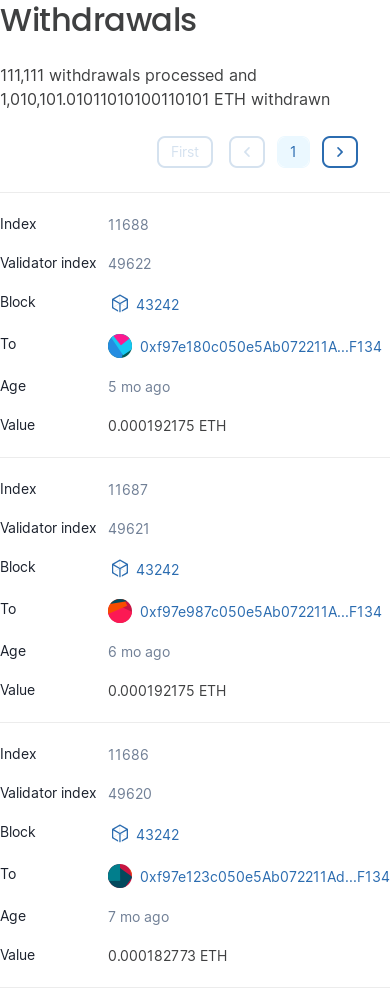 Withdrawals
111,111 withdrawals processed and
1,010,101.01011010100110101 ETH withdrawn
First 1
Index 11688
Validator index 49622
Block 43242
To 0xf97e180c050e5Ab072211A...F134
Age 5 mo ago
Value 0.000192175 ETH
Index 11687
Validator index 49621
Block 43242
To 0xf97e987c050e5Ab072211A...F134
Age 6 mo ago
Value 0.000192175 ETH
Index 11686
Validator index 49620
Block 43242
To 0xf97e123c050e5Ab072211Ad...F134
Age 7 mo ago
Value 0.000182773 ETH